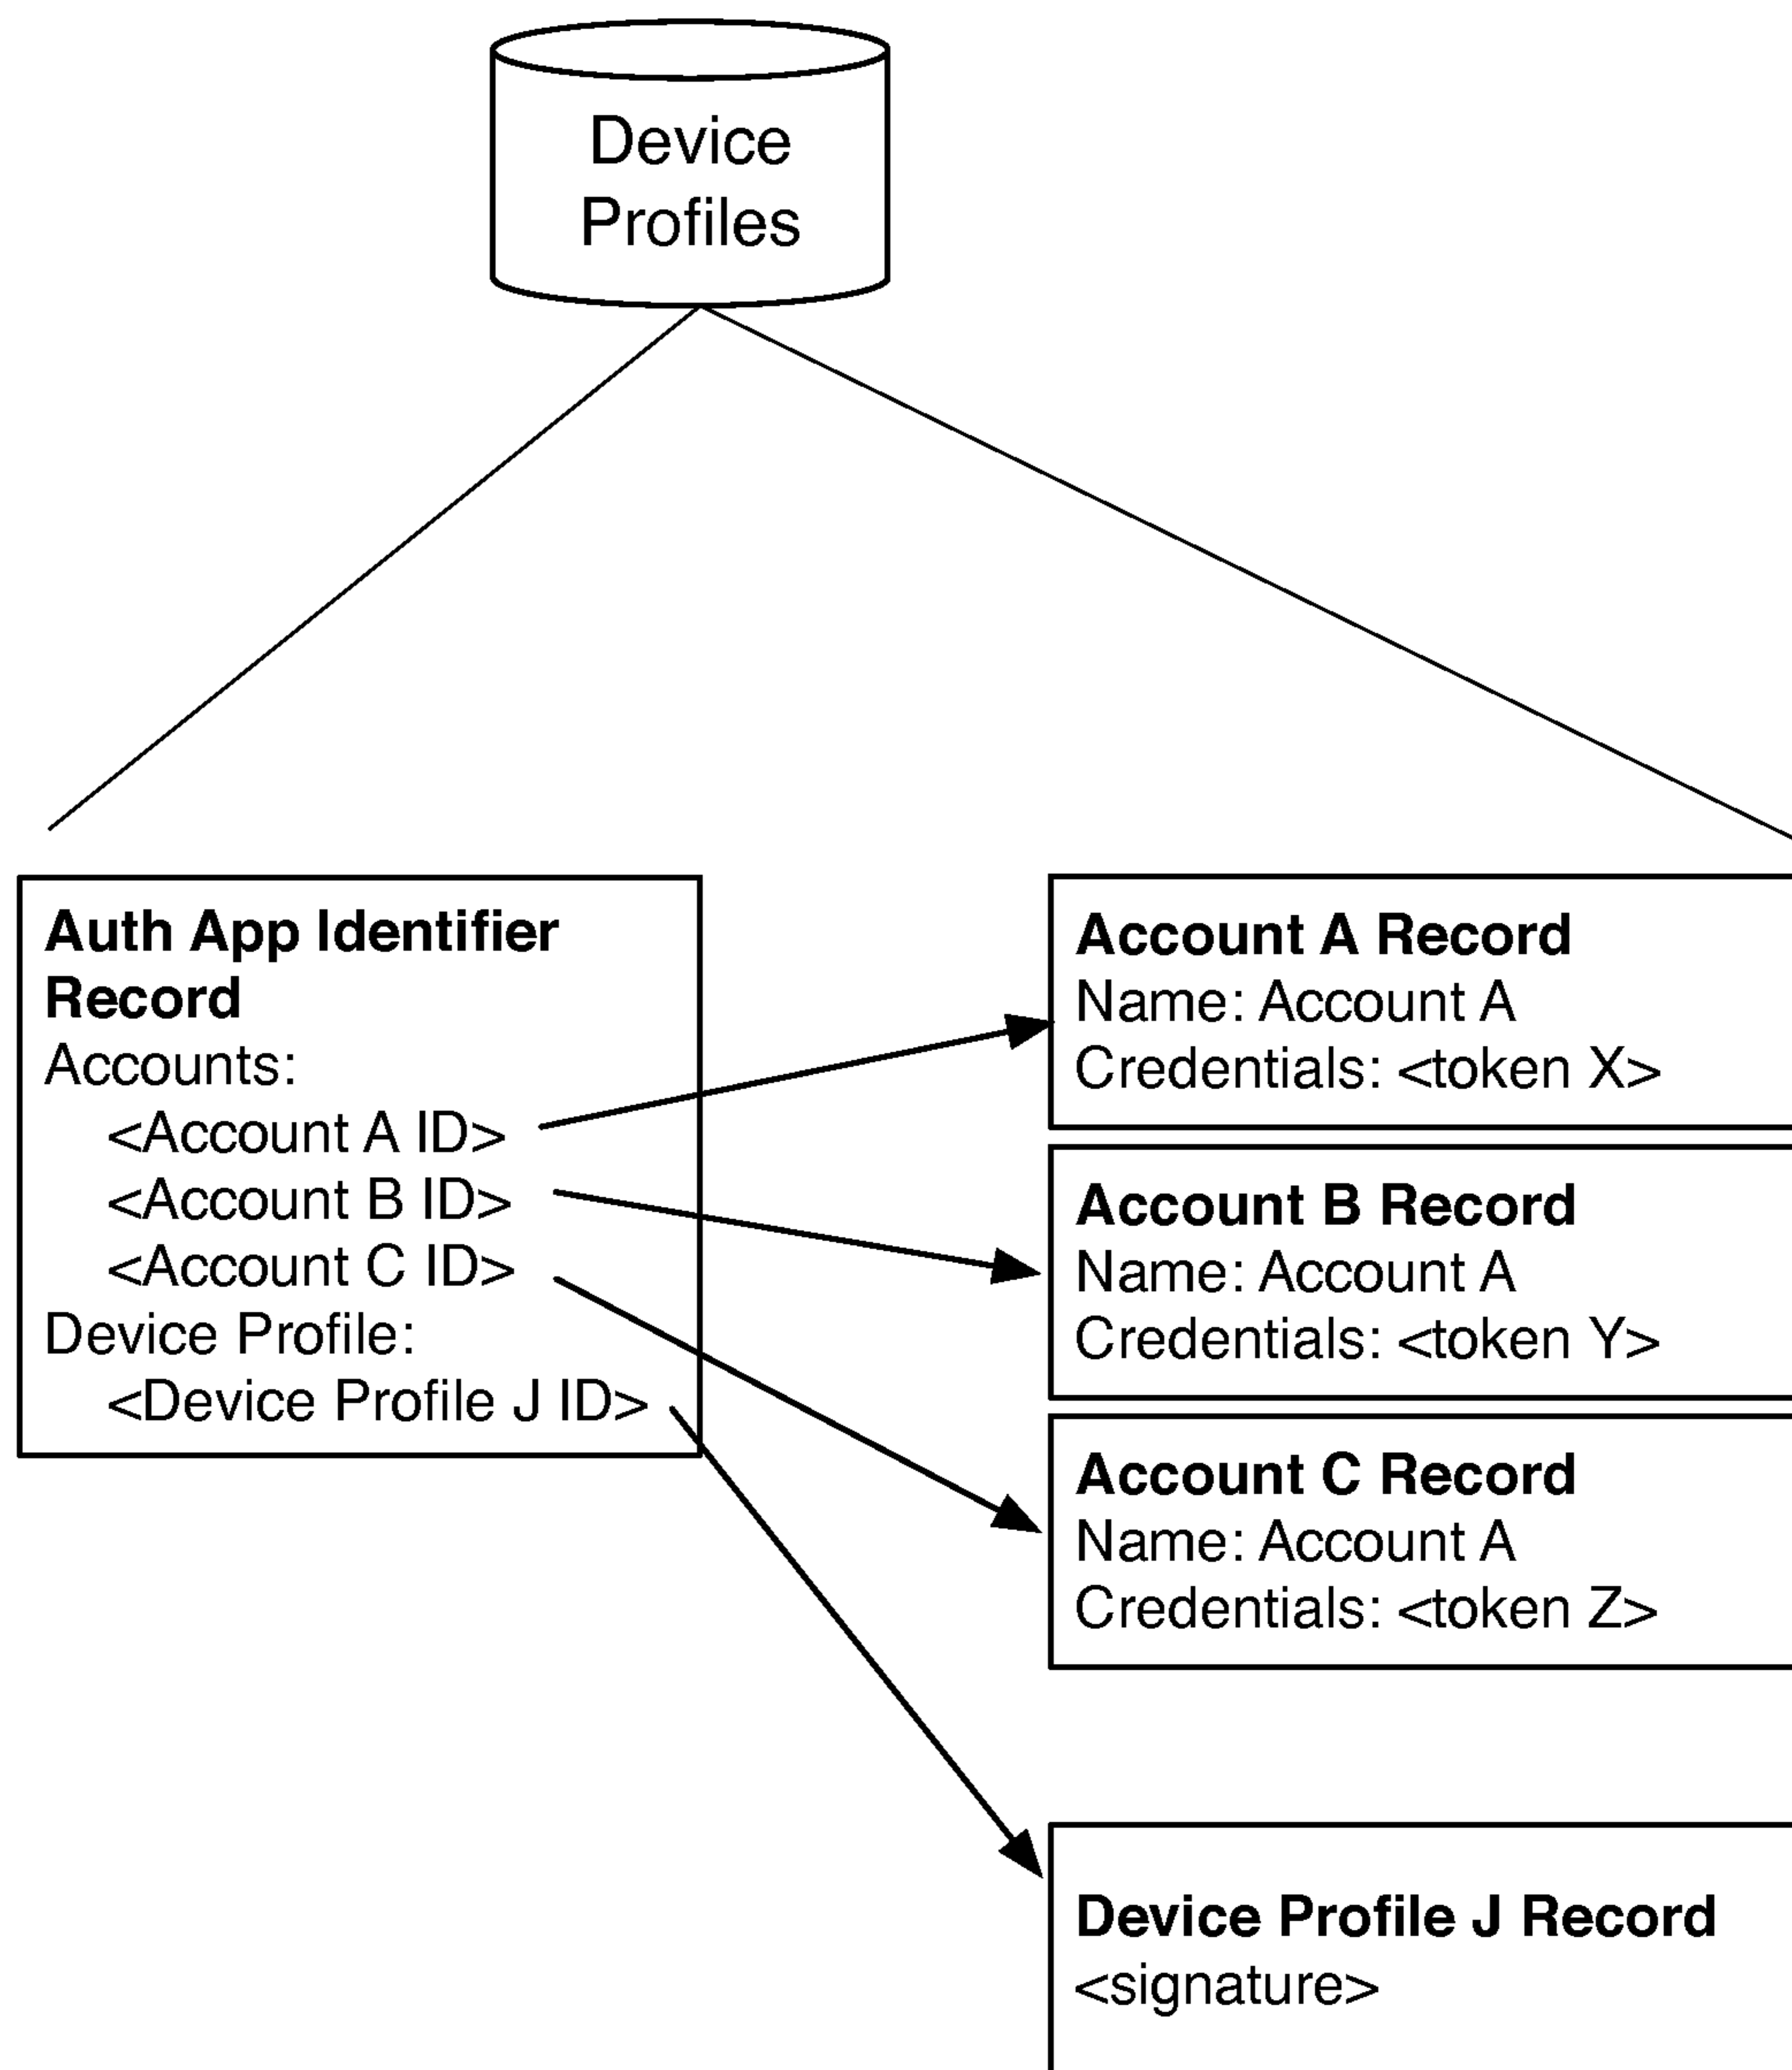 Device
Profiles
Auth App Identifier
Record
Accounts:
<Account A ID>
<Account B ID>
<Account C ID>
Device Profile:
<Device Profile J ID>
Account A Record
Name: Account A
Credentials: <token X>
Account B Record
Name: Account A
Credentials: <token Y>
Account C Record
Name: Account A
Credentials: <token Z>
Device Profile J Record
<signature>